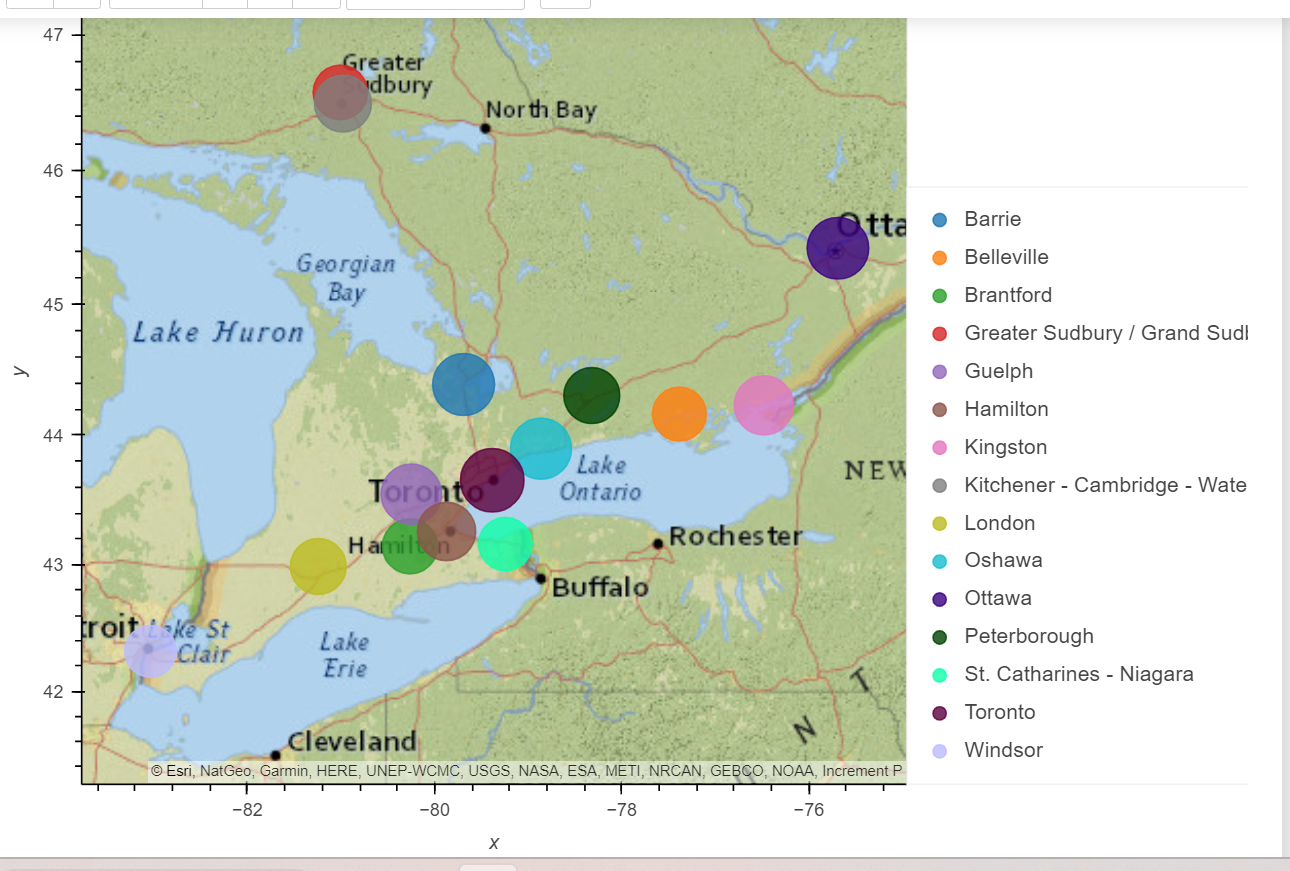 47
46
45
44
43
42
y
−82
−80
−78
−76
x
Greater
Sudbury
North Bay
Otta
Georgian
Bay
Lake Huron
Toronto
Lake
Ontario
NEW
Hamilton
Rochester
Buffalo
troit
Lake St
Clair
Lake
Erie
T
N
Cleveland
© Esri, NatGeo, Garmin, HERE, UNEP-WCMC, USGS, NASA, ESA, METI, NRCAN, GEBCO, NOAA, Increment P
Barrie
Belleville
Brantford
Greater Sudbury / Grand Sudb
Guelph
Hamilton
Kingston
Kitchener - Cambridge - Wate
London
Oshawa
Ottawa
Peterborough
St. Catharines - Niagara
Toronto
Windsor